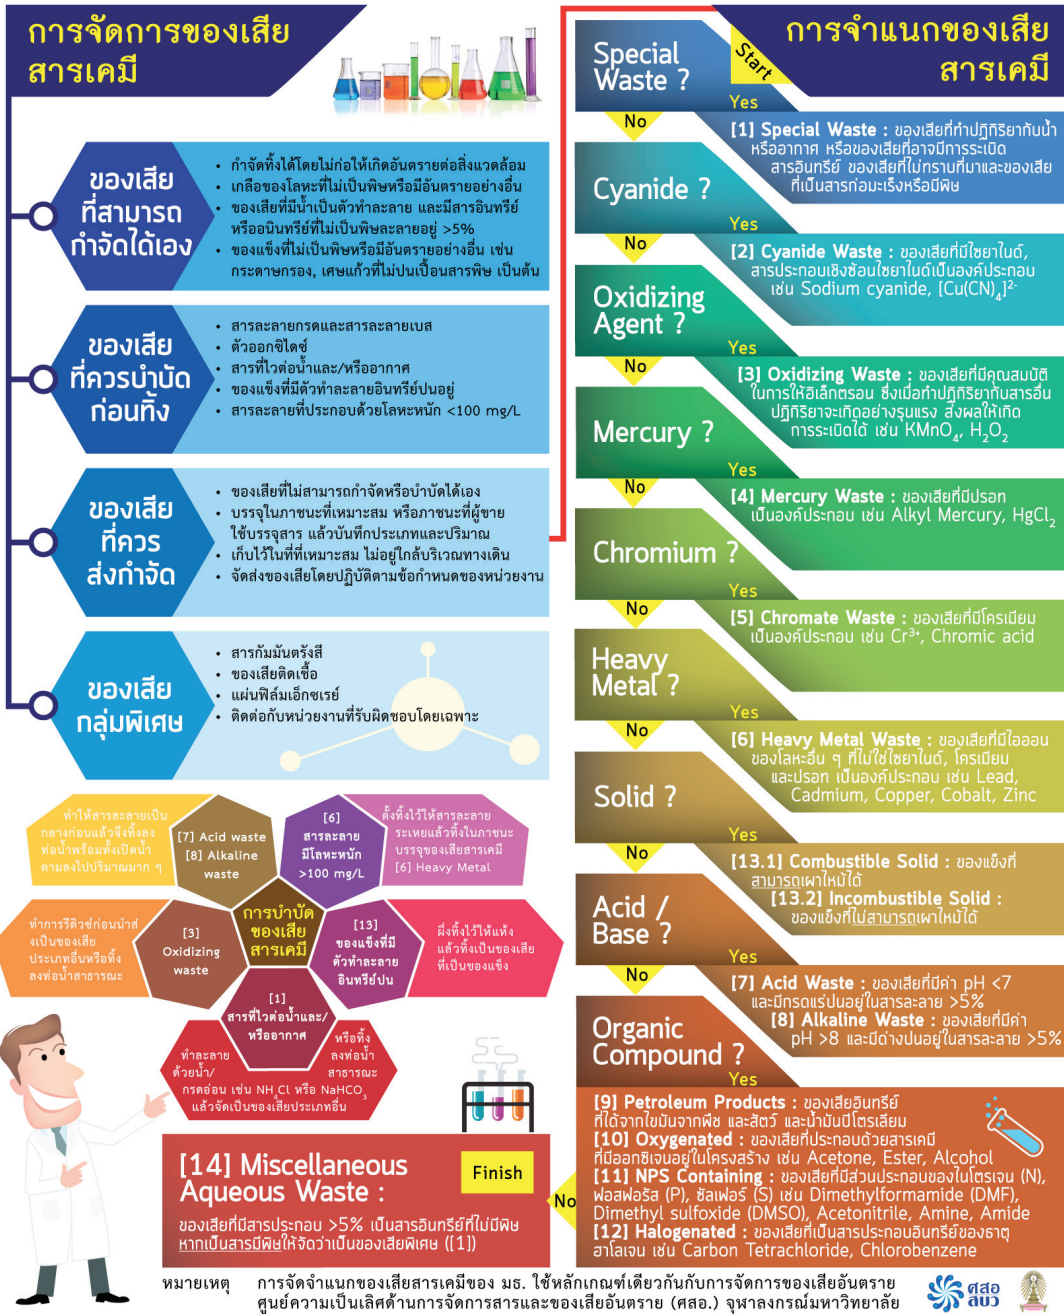 การจัดการของเสีย
สารเคมี
ของเสีย
ที่สามารถ
กำจัดได้เอง
• กำจัดทิ้งได้โดยไม่ก่อให้เกิดอันตรายต่อสิ่งแวดล้อม
• เกลือของโลหะที่ไม่เป็นพิษหรือมีอันตรายอย่างอื่น
• ของเสียที่มีน้ำเป็นตัวทำละลาย และมีสารอินทรีย์
หรืออนินทรีย์ที่ไม่เป็นพิษละลายอยู่ >5%
• ของแข็งที่ไม่เป็นพิษหรือมีอันตรายอย่างอื่น เช่น
กระดาษกรอง, เศษแก้วที่ไม่ปนเปื้อนสารพิษ เป็นต้น
ของเสีย
ที่ควรบำบัด
ก่อนทิ้ง
• สารละลายกรดและสารละลายเบส
• ตัวออกซิไดซ์
• สารที่ไวต่อน้ำและ/หรืออากาศ
• ของแข็งที่มีตัวทำละลายอินทรีย์ปนอยู่
• สารละลายที่ประกอบด้วยโลหะหนัก <100 mg/L
ของเสีย
ที่ควร
ส่งกำจัด
• ของเสียที่ไม่สามารถกำจัดหรือบำบัดได้เอง
• บรรจุในภาชนะที่เหมาะสม หรือภาชนะที่ผู้ขาย
ใช้บรรจุสาร แล้วบันทึกประเภทและปริมาณ
• เก็บไว้ในที่ที่เหมาะสม ไม่อยู่ใกล้บริเวณทางเดิน
• จัดส่งของเสียโดยปฏิบัติตามข้อกำหนดของหน่วยงาน
ของเสีย
กลุ่มพิเศษ
• สารกัมมันตรังสี
• ของเสียติดเชื้อ
• แผ่นฟิล์มเอ็กซเรย์
• ติดต่อกับหน่วยงานที่รับผิดชอบโดยเฉพาะ
การบำบัด
ของเสีย
สารเคมี
ทำให้สารละลายเป็น
กลางก่อนแล้วจึงทิ้งลง
ท่อน้ำพร้อมทั้งเปิดน้ำ
ตามลงไปปริมาณมาก ๆ
[7] Acid waste
[8] Alkaline
waste
[6]
สารละลาย
มีโลหะหนัก
>100 mg/L
ตั้งทิ้งไว้ให้สารละลาย
ระเหยแล้วทิ้งในภาชนะ
บรรจุของเสียสารเคมี
[6] Heavy Metal
ทำการรีดิวซ์ก่อนนำส่
งเป็นของเสีย
ประเภทอื่นหรือทิ้ง
ลงท่อน้ำสาธารณะ
[3]
Oxidizing
waste
[13]
ของแข็งที่มี
ตัวทำละลาย
อินทรีย์ปน
ผึ่งทิ้งไว้ให้แห้ง
แล้วทิ้งเป็นของเสีย
ที่เป็นของแข็ง
[1]
สารที่ไวต่อน้ำและ/
หรืออากาศ
ทำลาย
ด้วยน้ำ/
กรดอ่อน เช่น NH4Cl หรือ NaHCO3
แล้วจัดเป็นของเสียประเภทอื่น
หรือทิ้ง
ลงท่อน้ำ
สาธารณะ
การจำแนกของเสีย
สารเคมี
Start
Special
Waste ?
Yes
No
[1] Special Waste : ของเสียที่ทำปฏิกิริยากับน้ำ
หรืออากาศ หรือของเสียที่อาจมีการระเบิด
สารอินทรีย์ ของเสียที่ไม่ทราบที่มาและของเสีย
ที่เป็นสารก่อมะเร็งหรือมีพิษ
Cyanide ?
Yes
No
[2] Cyanide Waste : ของเสียที่มีไซยาไนด์,
สารประกอบเชิงซ้อนไซยาไนด์เป็นองค์ประกอบ
เช่น Sodium cyanide, [Cu(CN)4]2-
Oxidizing
Agent ?
Yes
No
[3] Oxidizing Waste : ของเสียที่มีคุณสมบัติ
ในการให้อิเล็กตรอน ซึ่งเมื่อทำปฏิกิริยากับสารอื่น
ปฏิกิริยาจะเกิดอย่างรุนแรง ส่งผลให้เกิด
การระเบิดได้ เช่น KMnO4, H2O2
Mercury ?
Yes
No
[4] Mercury Waste : ของเสียที่มีปรอท
เป็นองค์ประกอบ เช่น Alkyl Mercury, HgCl2
Chromium ?
Yes
No
[5] Chromate Waste : ของเสียที่มีโครเมียม
เป็นองค์ประกอบ เช่น Cr3+, Chromic acid
Heavy
Metal ?
Yes
No
[6] Heavy Metal Waste : ของเสียที่มีไอออน
ของโลหะอื่น ๆ ที่ไม่ใช่ไซยาไนด์, โครเมียม
และปรอท เป็นองค์ประกอบ เช่น Lead,
Cadmium, Copper, Cobalt, Zinc
Solid ?
Yes
No
[13.1] Combustible Solid : ของแข็งที่
สามารถเผาไหม้ได้
[13.2] Incombustible Solid :
ของแข็งที่ไม่สามารถเผาไหม้ได้
Acid /
Base ?
Yes
No
[7] Acid Waste : ของเสียที่มีค่า pH <7
และมีกรดแร่ปนอยู่ในสารละลาย >5%
[8] Alkaline Waste : ของเสียที่มีค่า
pH >8 และมีด่างปนอยู่ในสารละลาย >5%
Organic
Compound ?
Yes
[9] Petroleum Products : ของเสียอินทรีย์
ที่ได้จากไขมันจากพืช และสัตว์ และน้ำมันปิโตรเลียม
[10] Oxygenated : ของเสียที่ประกอบด้วยสารเคมี
ที่มีออกซิเจนอยู่ในโครงสร้าง เช่น Acetone, Ester, Alcohol
[11] NPS Containing : ของเสียที่มีส่วนประกอบของไนโตรเจน (N),
ฟอสฟอรัส (P), ซัลเฟอร์ (S) เช่น Dimethylformamide (DMF),
Dimethyl sulfoxide (DMSO), Acetonitrile, Amine, Amide
[12] Halogenated : ของเสียที่เป็นสารประกอบอินทรีย์ของธาตุ
ฮาโลเจน เช่น Carbon Tetrachloride, Chlorobenzene
No
Finish
[14] Miscellaneous
Aqueous Waste :
ของเสียที่มีสารประกอบ >5% เป็นสารอินทรีย์ที่ไม่มีพิษ
หากเป็นสารมีพิษให้จัดว่าเป็นของเสียพิเศษ ([1])
หมายเหตุ การจัดจำแนกของเสียสารเคมีของ มธ. ใช้หลักเกณฑ์เดียวกันกับการจัดการของเสียอันตราย
ศูนย์ความเป็นเลิศด้านการจัดการสารและของเสียอันตราย (ศสอ.) จุฬาลงกรณ์มหาวิทยาลัย
ศสอ